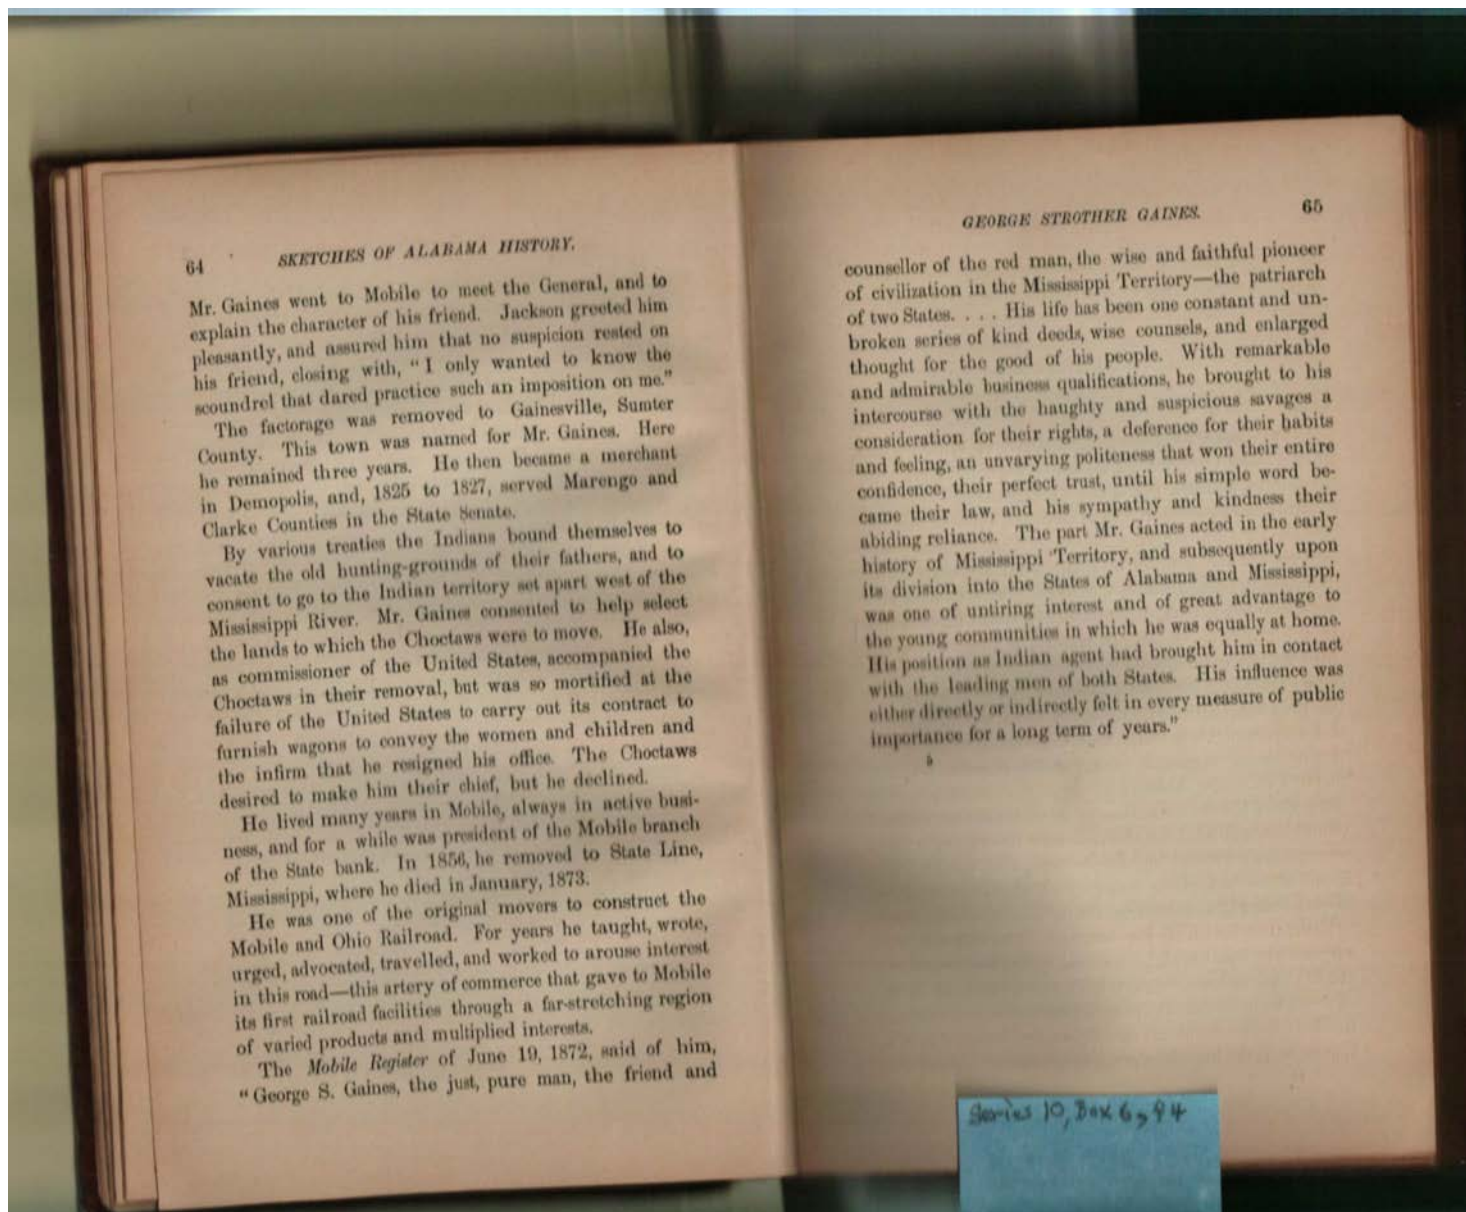 64 SKETCHES OF ALABAMA HISTORY.
Mr. Gaines went to Mobile to meet the General, and to
explain the character of his friend. Jackson greeted him
pleasantly, and assured him that no suspicion rested on
his friend, closing with, “ I only wanted to know the
scoundrel that dared practice such an imposition on me.”
The factorage was removed to Gainesville, Sumter
County. This town was named for Mr. Gaines. Here
he remained three years. He then became a merchant
in Demopolis, and, 1825 to 1827, served Marengo and
Clarke Counties in the State Senate.
By various treaties the Indians bound themselves to
vacate the old hunting-grounds of their fathers, and to
consent to go to the Indian territory set apart west of the
Mississippi River. Mr. Gaines consented to help select
the lands to which the Choctaws were to move. He also,
as commissioner of the United States, accompanied the
Choctaws in their removal, but was so mortified at the
failure of the United States to carry out its contract to
furnish wagons to convey the women and children and
the infirm that he resigned his office. The Choctaws
desired to make him their chief, but he declined.
He lived many years in Mobile, always in active busi-
ness, and for a while was president of the Mobile branch
of the State bank. In 1856, he removed to State Line,
Mississippi, where he died in January, 1873.
He was one of the original movers to construct the
Mobile and Ohio Railroad. For years he taught, wrote,
urged, advocated, travelled, and worked to arouse interest
in this road—this artery of commerce that gave to Mobile
its first railroad facilities through a far-stretching region
of varied products and multiplied interests.
The Mobile Register of June 19, 1872, said of him,
“ George S. Gaines, the just, pure man, the friend and
GEORGE STROTHER GAINES. 65
counsellor of the red man, the wise and faithful pioneer
of civilization in the Mississippi Territory—the patriarch
of two States. . . . His life has been one constant and un-
broken series of kind deeds, wise counsels, and enlarged
thought for the good of his people. With remarkable
and admirable business qualifications, he brought to his
intercourse with the haughty and suspicious savages a
consideration for their rights, a deference for their habits
and feeling, an unvarying politeness that won their entire
confidence, their perfect trust, until his simple word be-
came their law, and his sympathy and kindness their
abiding reliance. The part Mr. Gaines acted in the early
history of Mississippi Territory, and subsequently upon
its division into the States of Alabama and Mississippi,
was one of untiring interest and of great advantage to
the young communities in which he was equally at home.
His position as Indian agent had brought him in contact
with the leading men of both States. His influence was
either directly or indirectly felt in every measure of public
importance for a long term of years.”
Series 10, Box 6,